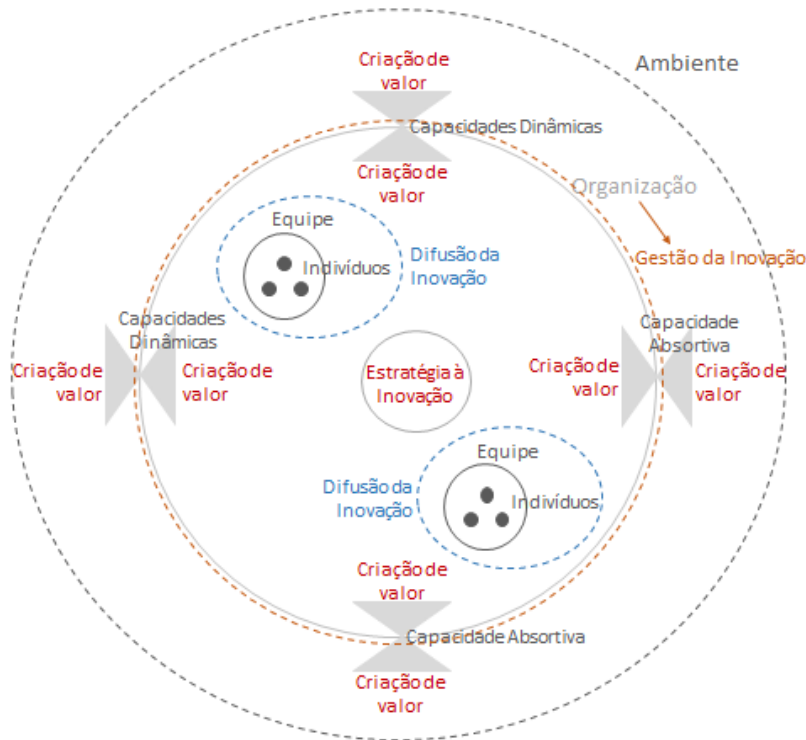 Criação de
valor
Ambiente
Capacidades Dinâmicas
Criação de
valor
Organização
Equipe
Indivíduos
Difusão da
Inovação
Gestão da Inovação
Capacidades
Dinâmicas
Capacidade
Absortiva
Criação de
valor
Criação de
valor
Estratégia à
Inovação
Criação de
valor
Criação de
valor
Equipe
Indivíduos
Difusão da
Inovação
Criação de
valor
Capacidade Absortiva
Criação de
valor